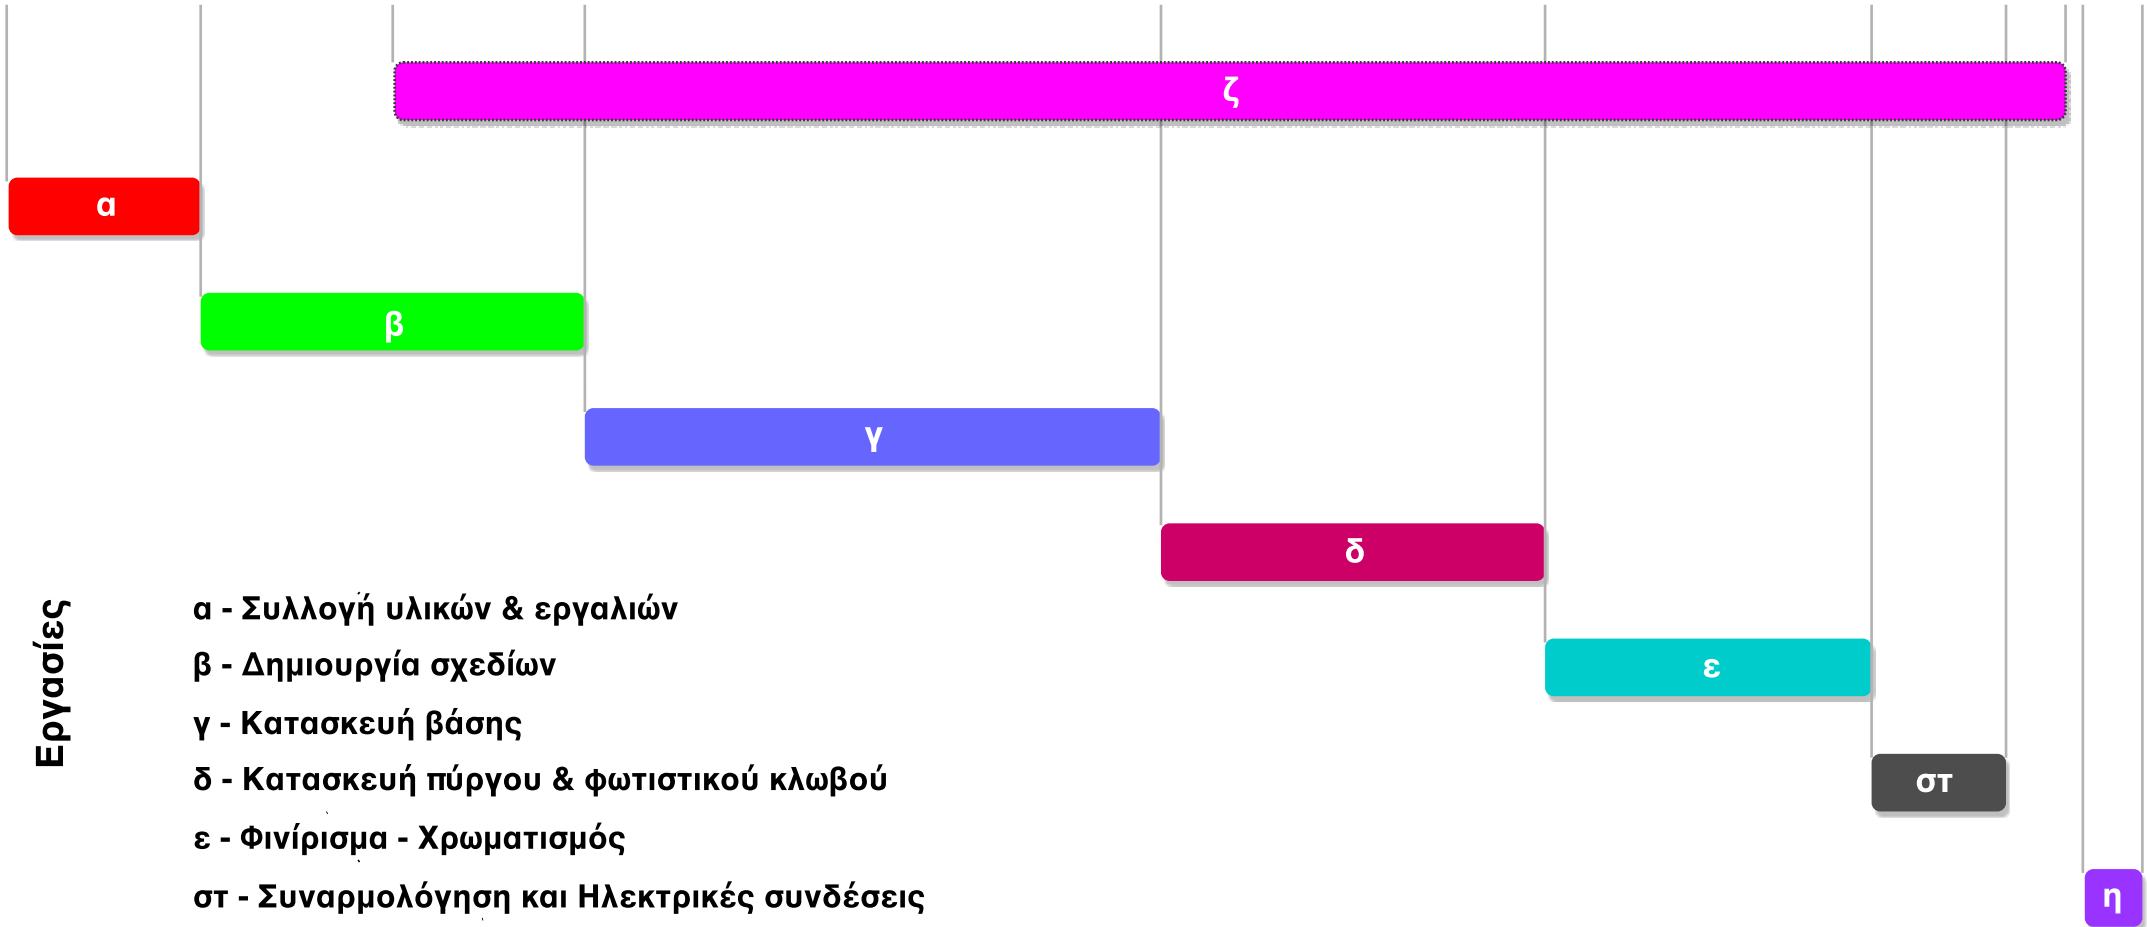 ζ
α
β
γ
δ
ε
στ
η
Εργασίες
α - Συλλογή υλικών & εργαλιών
β - Δημιουργία σχεδίων
γ - Κατασκευή βάσης
δ - Κατασκευή πύργου & φωτιστικού κλωβού
ε - Φινίρισμα - Χρωματισμός
στ - Συναρμολόγηση και Ηλεκτρικές συνδέσεις